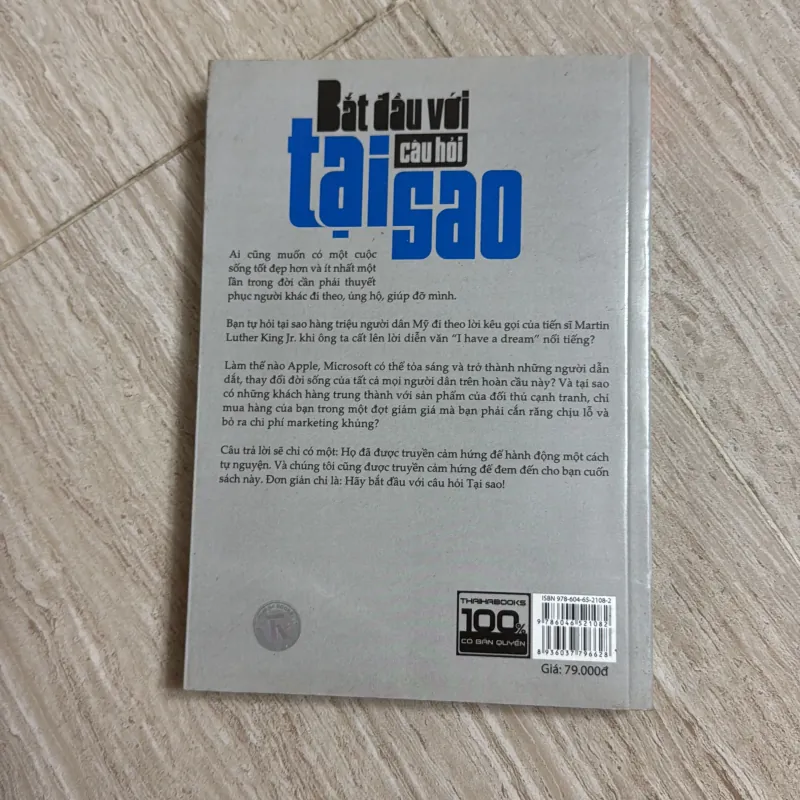 Bắt đầu với
câu hỏi
tại sao
Ai cũng muốn có một cuộc
sống tốt đẹp hơn và ít nhất một
lần trong đời cần phải thuyết
phục người khác đi theo, ủng hộ, giúp đỡ mình.
Bạn tự hỏi tại sao hàng triệu người dân Mỹ đi theo lời kêu gọi của tiến sĩ Martin
Luther King Jr. khi ông ta cất lên lời diễn văn “I have a dream” nổi tiếng?
Làm thế nào Apple, Microsoft có thể tỏa sáng và trở thành những người dẫn
dắt, thay đổi đời sống của tất cả mọi người dân trên hoàn cầu này? Và tại sao
có những khách hàng trung thành với sản phẩm của đối thủ cạnh tranh, chỉ
mua hàng của bạn trong một đợt giảm giá mà bạn phải cắn răng chịu lỗ và
bỏ ra chi phí marketing khủng?
Câu trả lời sẽ chỉ có một: Họ đã được truyền cảm hứng để hành động một cách
tự nguyện. Và chúng tôi cũng được truyền cảm hứng để đem đến cho bạn cuốn
sách này. Đơn giản chỉ là: Hãy bắt đầu với câu hỏi Tại sao!
THAIHABOOKS
100%
CÓ BẢN QUYỀN
ISBN 978-604-65-2108-2
9 786046 521082
8 936037 796628
Giá: 79.000đ